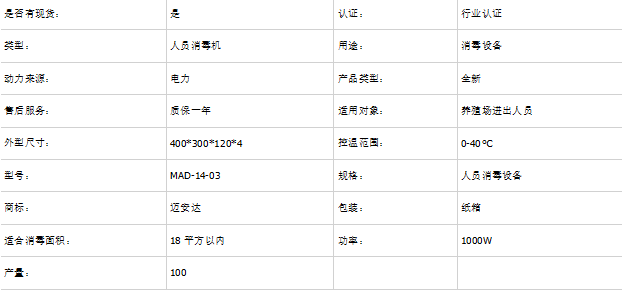 是否有现货： 是 认证： 行业认证
类型： 人员消毒机 用途： 消毒设备
动力来源： 电力 产品类型： 全新
售后服务： 质保一年 适用对象： 养殖场进出人员
外型尺寸： 400*300*120*4 控温范围： 0-40℃
型号： MAD-14-03 规格： 人员消毒设备
商标： 迈安达 包装： 纸箱
适合消毒面积： 18 平方以内 功率： 1000W
产量： 100